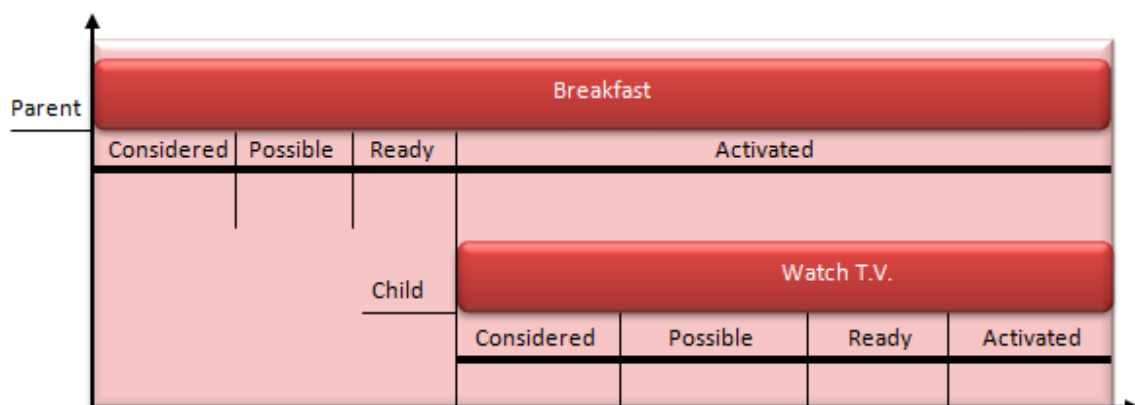 Breakfast
Parent
Considered Possible Ready Activated
Watch T.V.
Child
Considered Possible Ready Activated